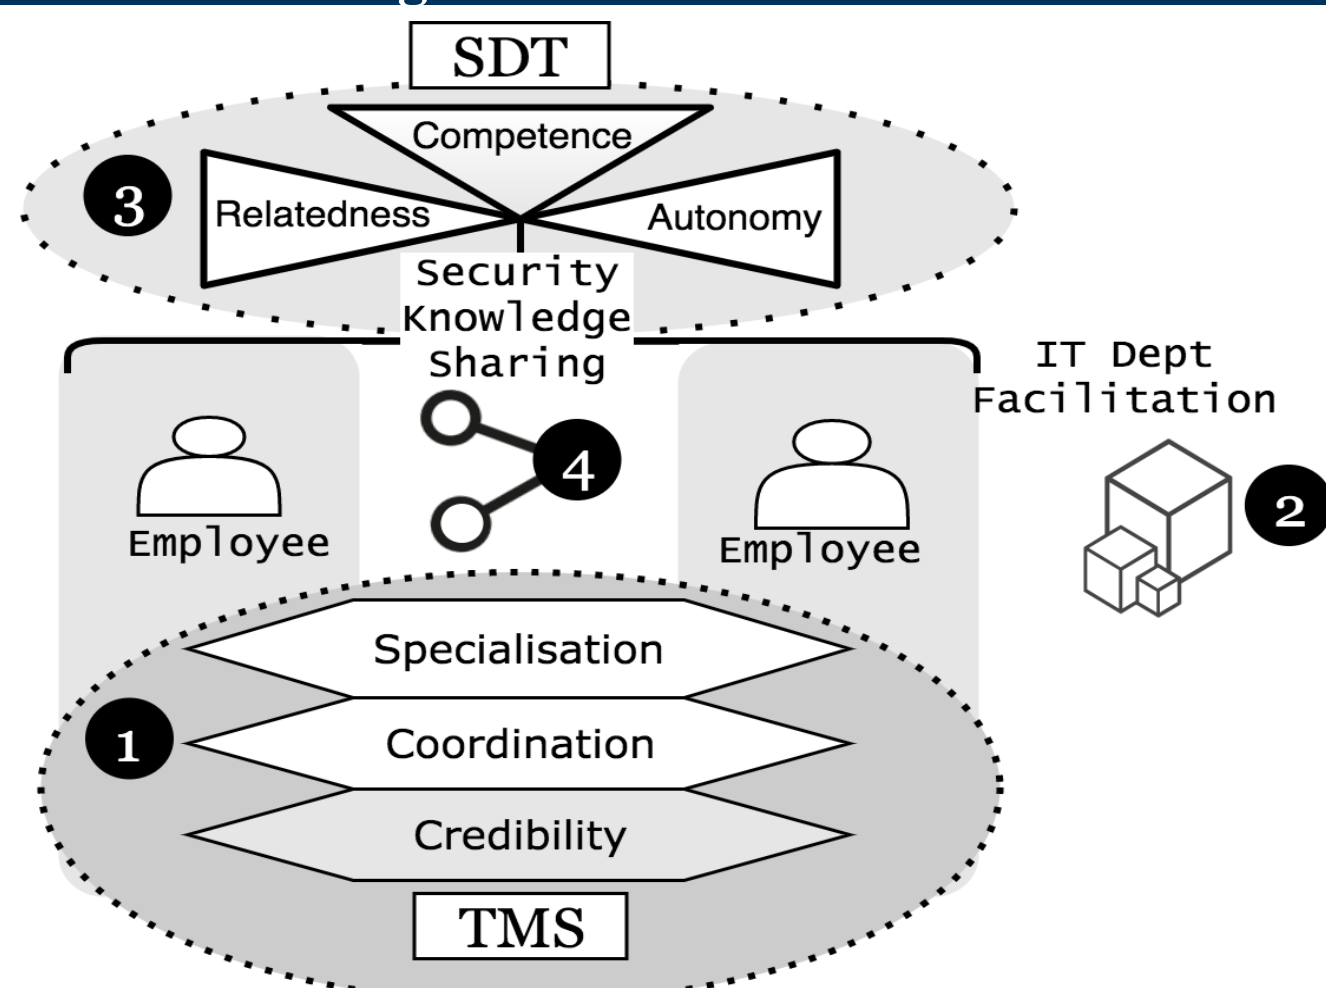 SDT
Competence
3
Relatedness
Autonomy
Security
Knowledge
Sharing
IT Dept
Facilitation
4
2
Employee
Employee
Specialisation
1
Coordination
Credibility
TMS